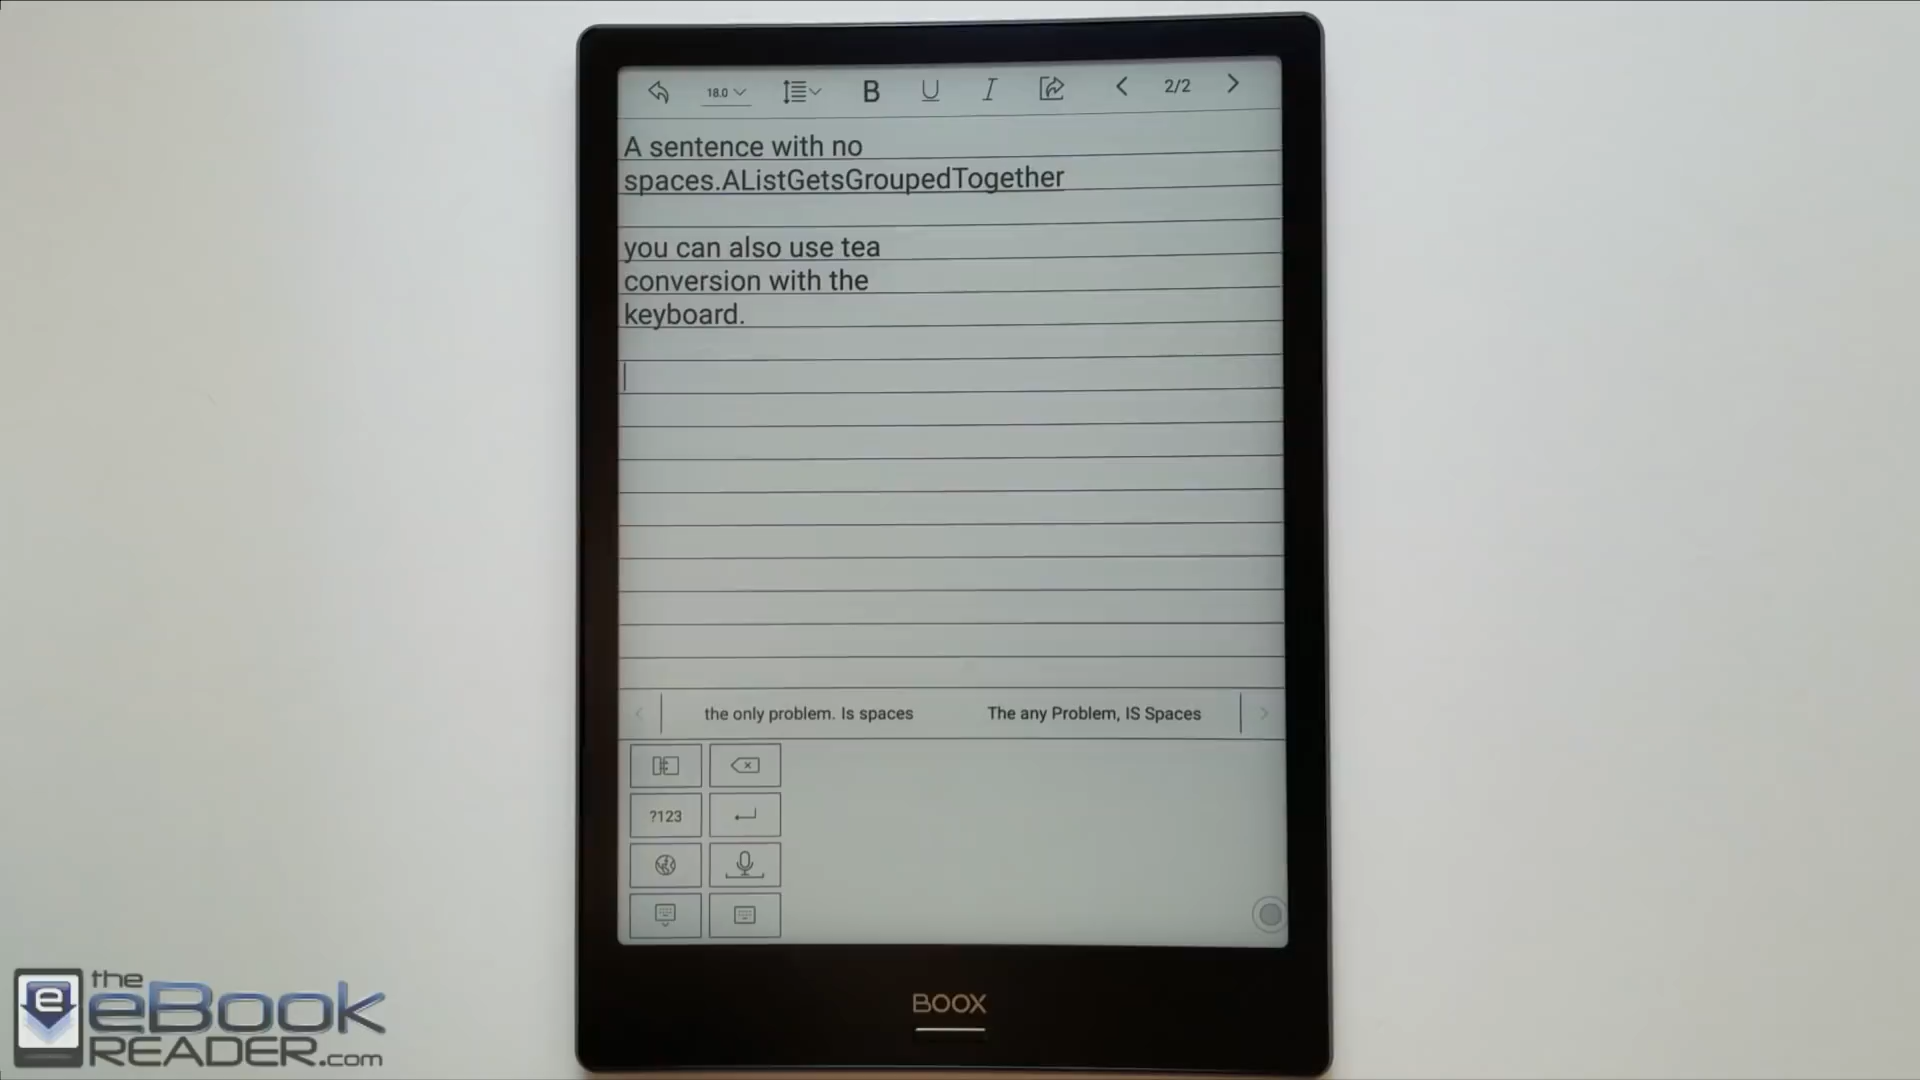 18.0 B U I 2/2
A sentence with no
spaces.AListGetsGroupedTogether
you can also use tea
conversion with the
keyboard.
the only problem. Is spaces The any Problem, IS Spaces
?123
BOOX
the
eBook
READER.com